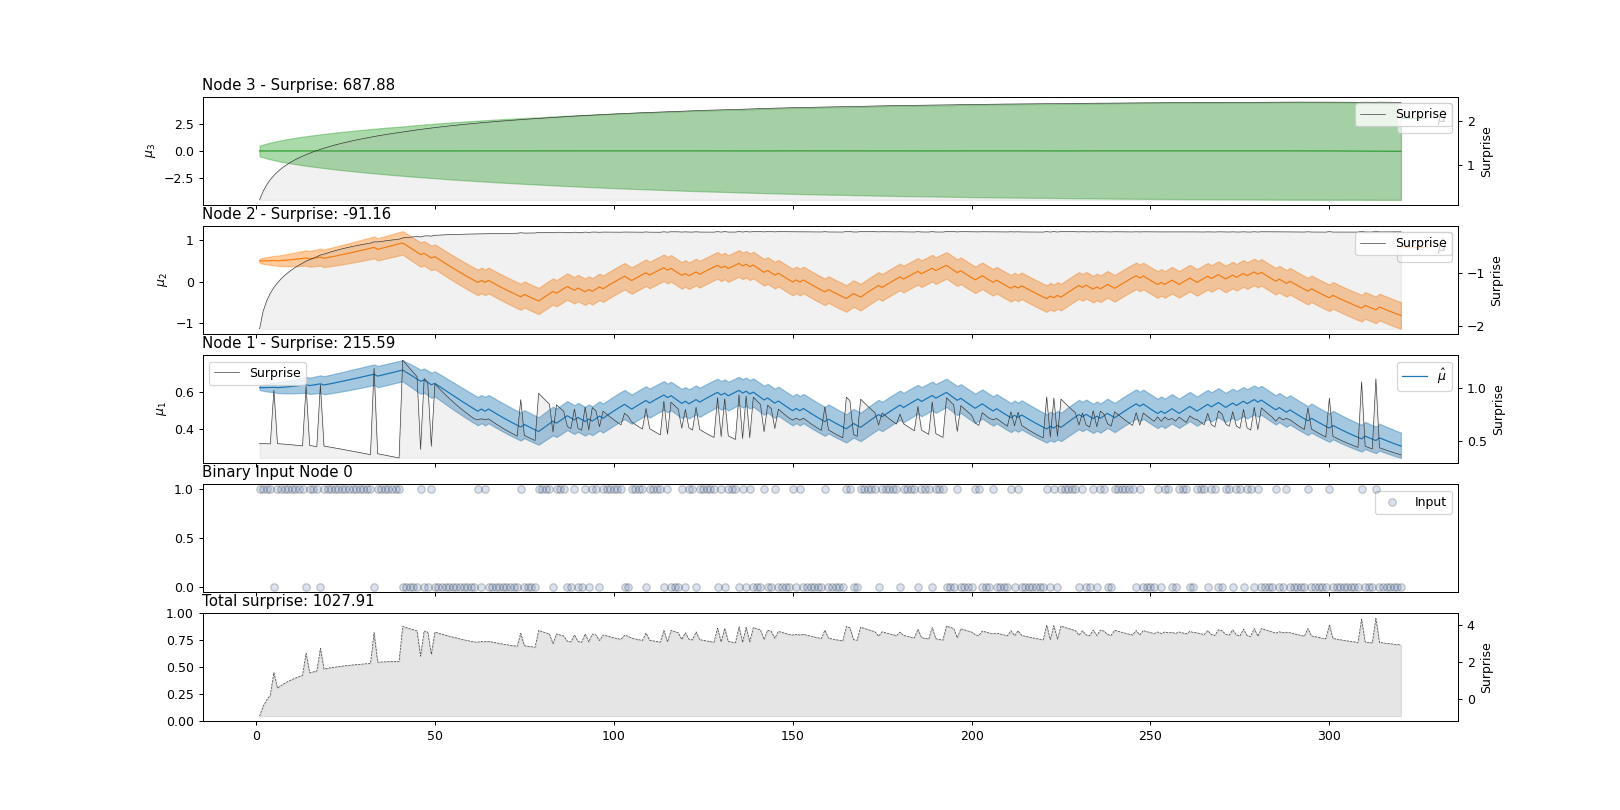 Node 3 - Surprise: 687.88
2.5
0.0
−2.5
μ3
Surprise
2
1
Surprise
Node 2 - Surprise: -91.16
1
0
−1
μ2
Surprise
−1
−2
Surprise
Node 1 - Surprise: 215.59
0.6
0.4
μ1
Surprise
μ̂
1.0
0.5
Surprise
Binary Input Node 0
1.0
0.5
0.0
Input
Total surprise: 1027.91
1.00
0.75
0.50
0.25
0.00
4
2
0
Surprise
0 50 100 150 200 250 300